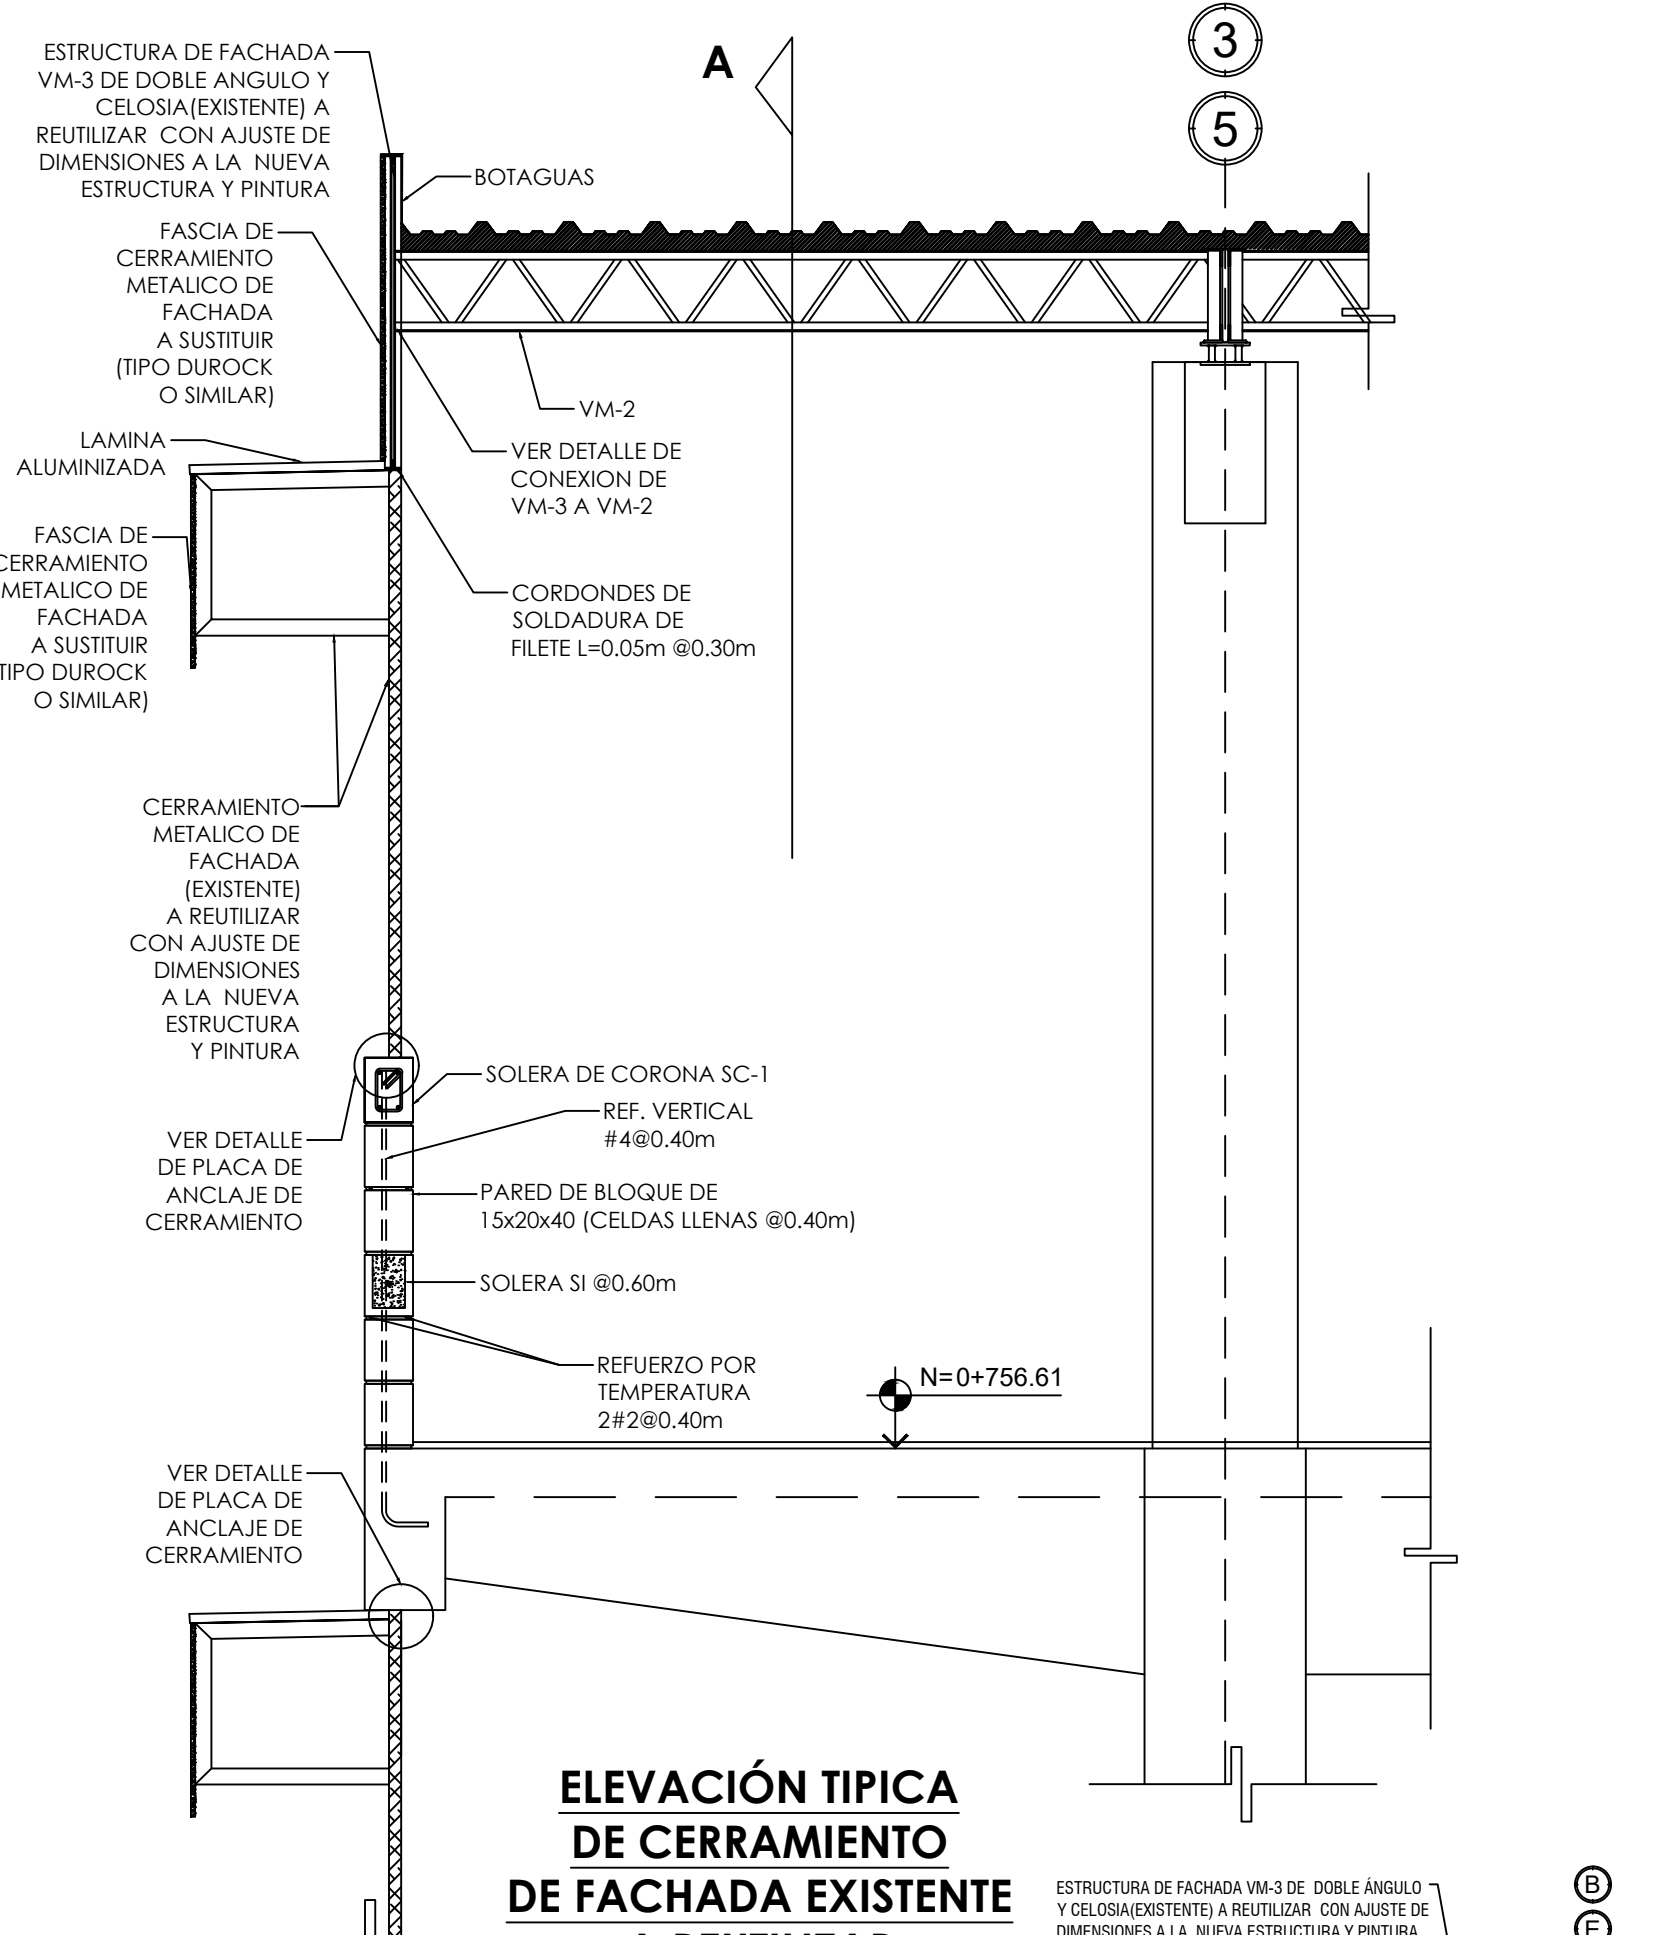 ESTRUCTURA DE FACHADA
VM-3 DE DOBLE ANGULO Y
CELOSIA(EXISTENTE) A
REUTILIZAR CON AJUSTE DE
DIMENSIONES A LA NUEVA
ESTRUCTURA Y PINTURA
A
3
5
BOTAGUAS
FASCIA DE
CERRAMIENTO
METALICO DE
FACHADA
A SUSTITUIR
(TIPO DUROCK
O SIMILAR)
VM-2
LAMINA
ALUMINIZADA
VER DETALLE DE
CONEXION DE
VM-3 A VM-2
FASCIA DE
CERRAMIENTO
METALICO DE
FACHADA
A SUSTITUIR
TIPO DUROCK
O SIMILAR)
CORDONDES DE
SOLDADURA DE
FILETE L=0.05m @0.30m
CERRAMIENTO
METALICO DE
FACHADA
(EXISTENTE)
A REUTILIZAR
CON AJUSTE DE
DIMENSIONES
A LA NUEVA
ESTRUCTURA
Y PINTURA
SOLERA DE CORONA SC-1
REF. VERTICAL
#4@0.40m
VER DETALLE
DE PLACA DE
ANCLAJE DE
CERRAMIENTO
PARED DE BLOQUE DE
15x20x40 (CELDAS LLENAS @0.40m)
SOLERA SI @0.60m
REFUERZO POR
TEMPERATURA
2#2@0.40m
N=0+756.61
VER DETALLE
DE PLACA DE
ANCLAJE DE
CERRAMIENTO
ELEVACIÓN TIPICA
DE CERRAMIENTO
DE FACHADA EXISTENTE
A REUTILIZAR
ESTRUCTURA DE FACHADA VM-3 DE DOBLE ÁNGULO
Y CELOSIA(EXISTENTE) A REUTILIZAR CON AJUSTE DE
DIMENSIONES A LA NUEVA ESTRUCTURA Y PINTURA
B